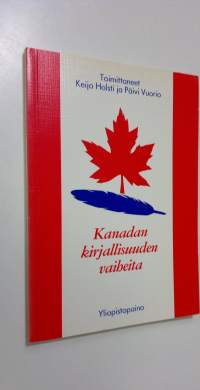 Toimittaneet
Keijo Holsti ja Päivi Vuorio
Kanadan
kirjallisuuden
vaiheita
Yliopistopaino